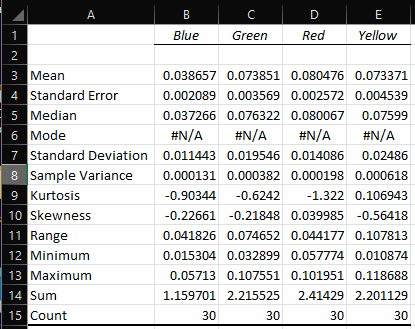 A B C D E
1 Blue Green Red Yellow
2
3 Mean 0.038657 0.073851 0.080476 0.073371
4 Standard Error 0.002089 0.003569 0.002572 0.004539
5 Median 0.037266 0.076322 0.080067 0.07599
6 Mode #N/A #N/A #N/A #N/A
7 Standard Deviation 0.011443 0.019546 0.014086 0.02486
8 Sample Variance 0.000131 0.000382 0.000198 0.000618
9 Kurtosis -0.90344 -0.6242 -1.322 0.106943
10 Skewness -0.22661 -0.21848 0.039985 -0.56418
11 Range 0.041826 0.074652 0.044177 0.107813
12 Minimum 0.015304 0.032899 0.057774 0.010874
13 Maximum 0.05713 0.107551 0.101951 0.118688
14 Sum 1.159701 2.215525 2.41429 2.201129
15 Count 30 30 30 30